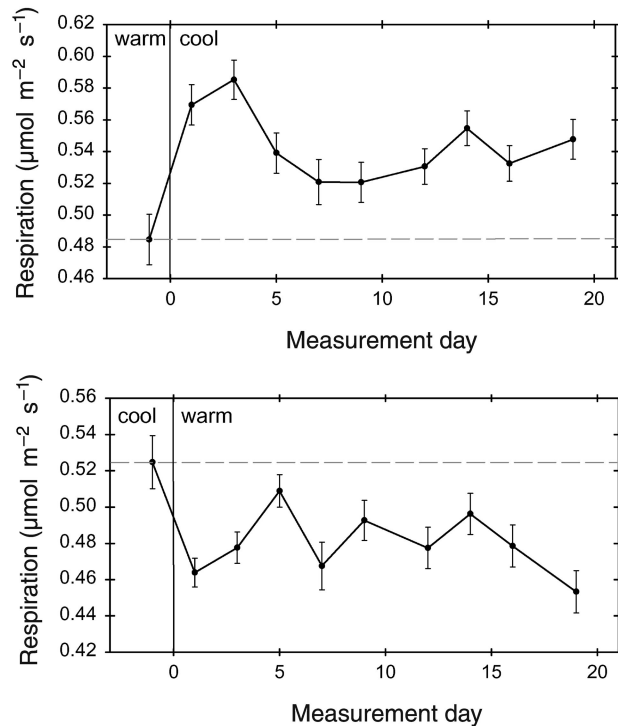 0.62
0.60
0.58
0.56
0.54
0.52
0.50
0.48
0.46
Respiration (µmol m⁻² s⁻¹)
warm cool
0 5 10 15 20
Measurement day
0.56
0.54
0.52
0.50
0.48
0.46
0.44
0.42
Respiration (µmol m⁻² s⁻¹)
cool warm
0 5 10 15 20
Measurement day